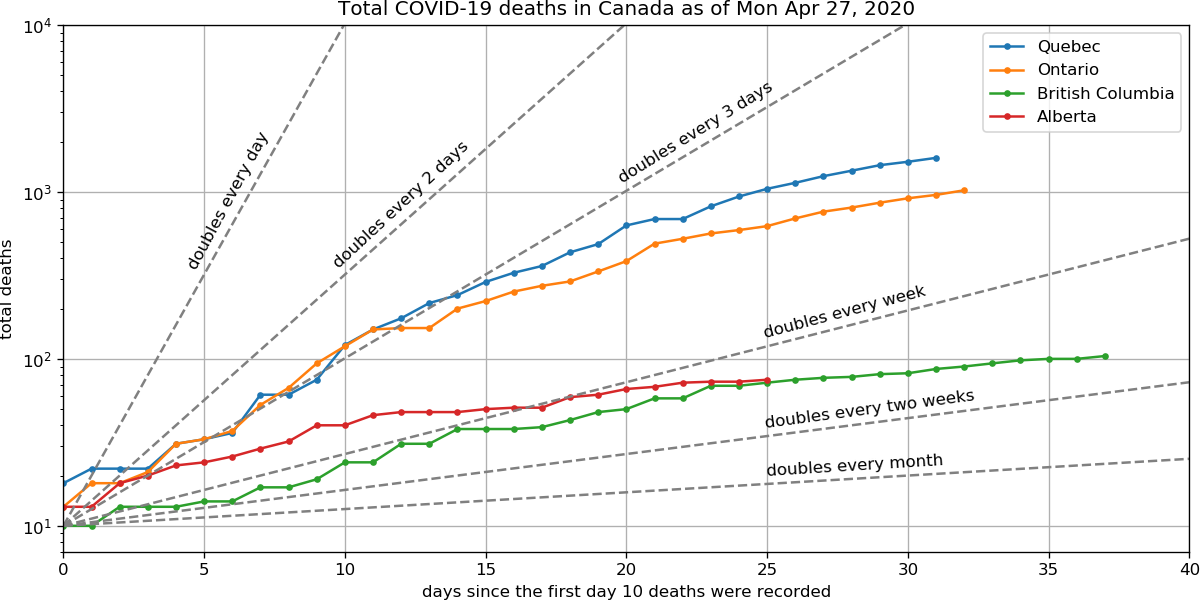 Total COVID-19 deaths in Canada as of Mon Apr 27, 2020
total deaths
10⁴
10³
10²
10¹
doubles every day
doubles every 2 days
doubles every 3 days
doubles every week
doubles every two weeks
doubles every month
Quebec
Ontario
British Columbia
Alberta
0 5 10 15 20 25 30 35 40
days since the first day 10 deaths were recorded